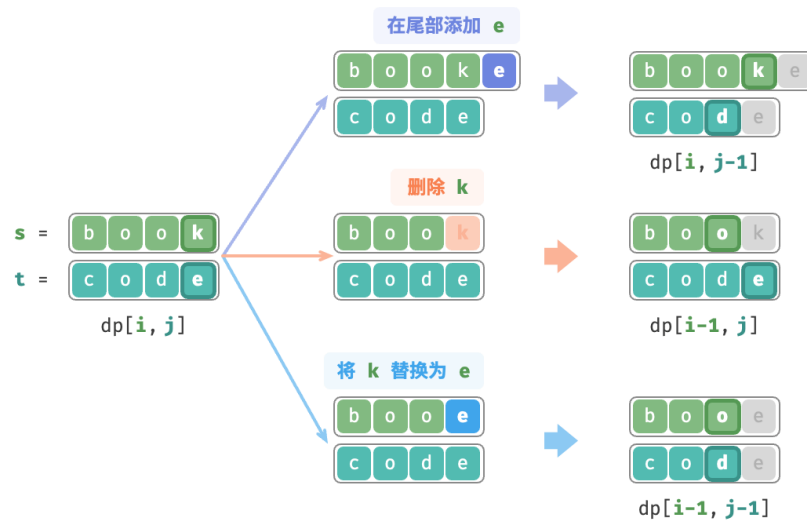 在尾部添加 e
b o o k e
c o d e
b o o k e
c o d e
dp[i, j-1]
删除 k
s = b o o k
t = c o d e
dp[i, j]
b o o k
c o d e
b o o k
c o d e
dp[i-1, j]
将 k 替换为 e
b o o e
c o d e
b o o e
c o d e
dp[i-1, j-1]